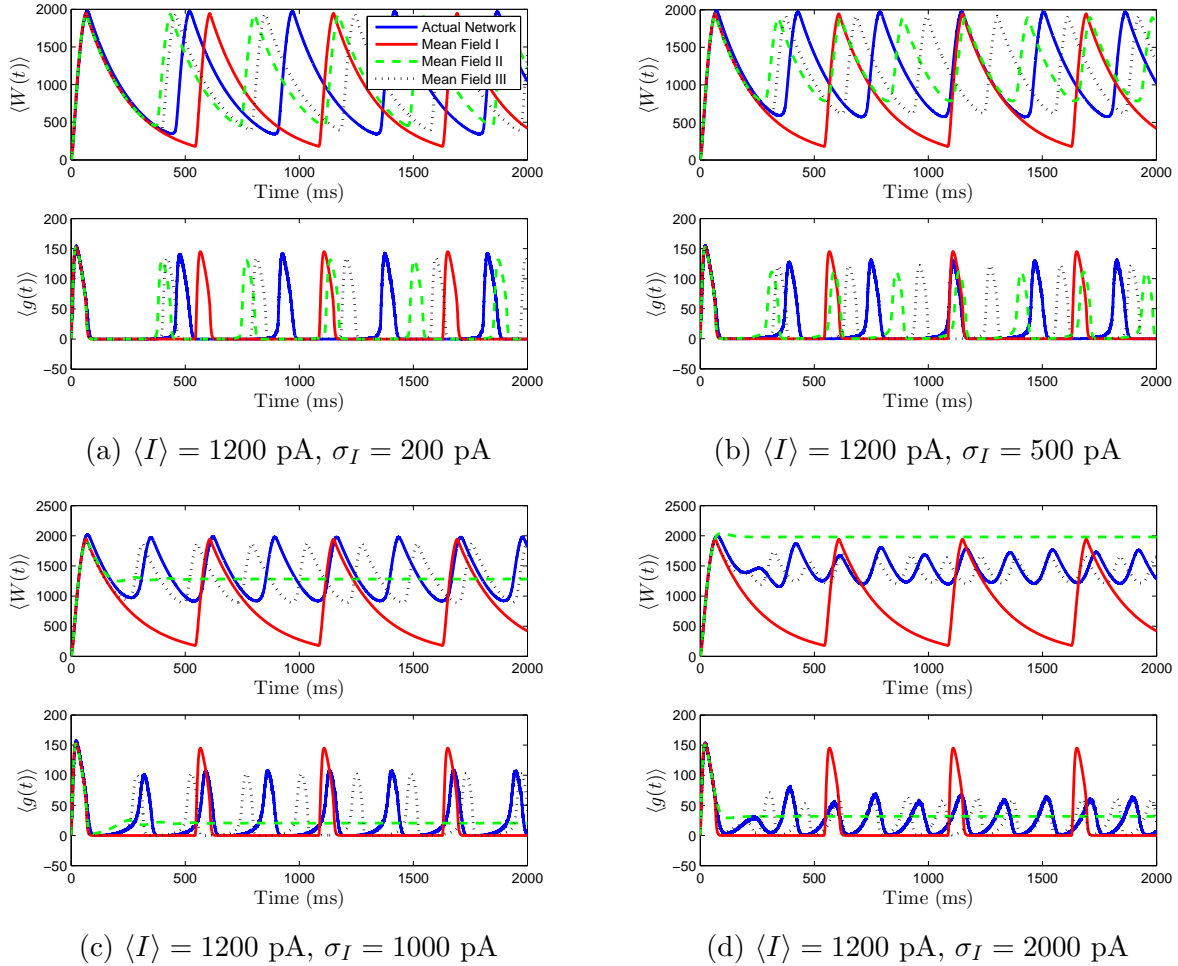 2000
1500
1000
500
0
⟨W(t)⟩
0 500 1000 1500 2000
Time (ms)
Actual Network
Mean Field I
Mean Field II
Mean Field III
200
150
100
50
0
−50
⟨g(t)⟩
0 500 1000 1500 2000
Time (ms)
(a) ⟨I⟩ = 1200 pA, σ_I = 200 pA
2000
1500
1000
500
0
⟨W(t)⟩
0 500 1000 1500 2000
Time (ms)
200
150
100
50
0
−50
⟨g(t)⟩
0 500 1000 1500 2000
Time (ms)
(b) ⟨I⟩ = 1200 pA, σ_I = 500 pA
2500
2000
1500
1000
500
0
⟨W(t)⟩
0 500 1000 1500 2000
Time (ms)
200
150
100
50
0
−50
⟨g(t)⟩
0 500 1000 1500 2000
Time (ms)
(c) ⟨I⟩ = 1200 pA, σ_I = 1000 pA
2500
2000
1500
1000
500
0
⟨W(t)⟩
0 500 1000 1500 2000
Time (ms)
200
150
100
50
0
−50
⟨g(t)⟩
0 500 1000 1500 2000
Time (ms)
(d) ⟨I⟩ = 1200 pA, σ_I = 2000 pA